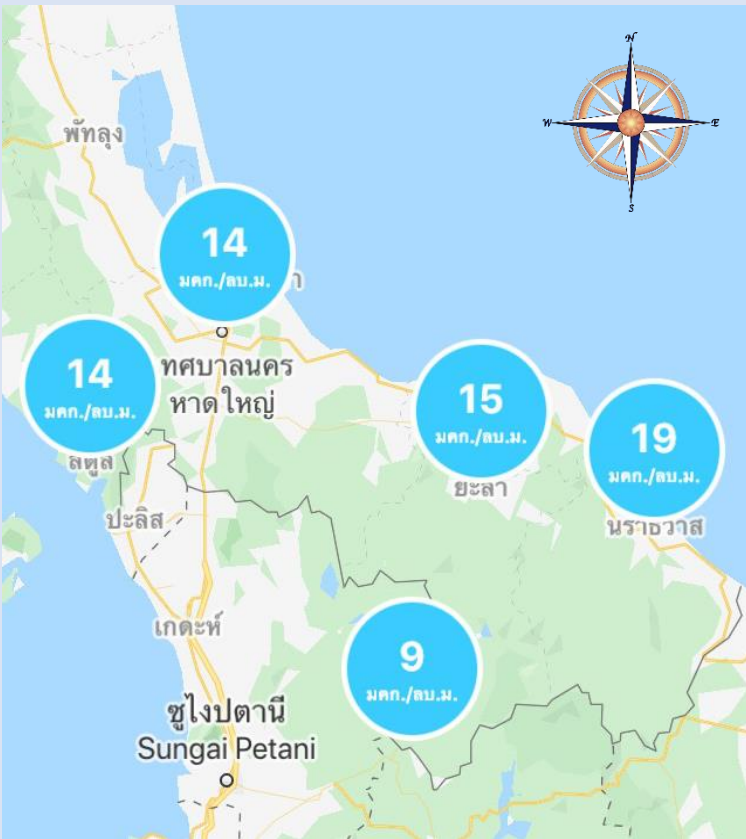 N
W
E
S
พัทลุง
14
มคก./ลบ.ม.
า
ทศบาลนคร
หาดใหญ่
14
มคก./ลบ.ม.
สตูล
15
มคก./ลบ.ม.
ยะลา
19
มคก./ลบ.ม.
นราธิวาส
ปะลิส
เกดะห์
9
มคก./ลบ.ม.
ซูไงปตานี
Sungai Petani